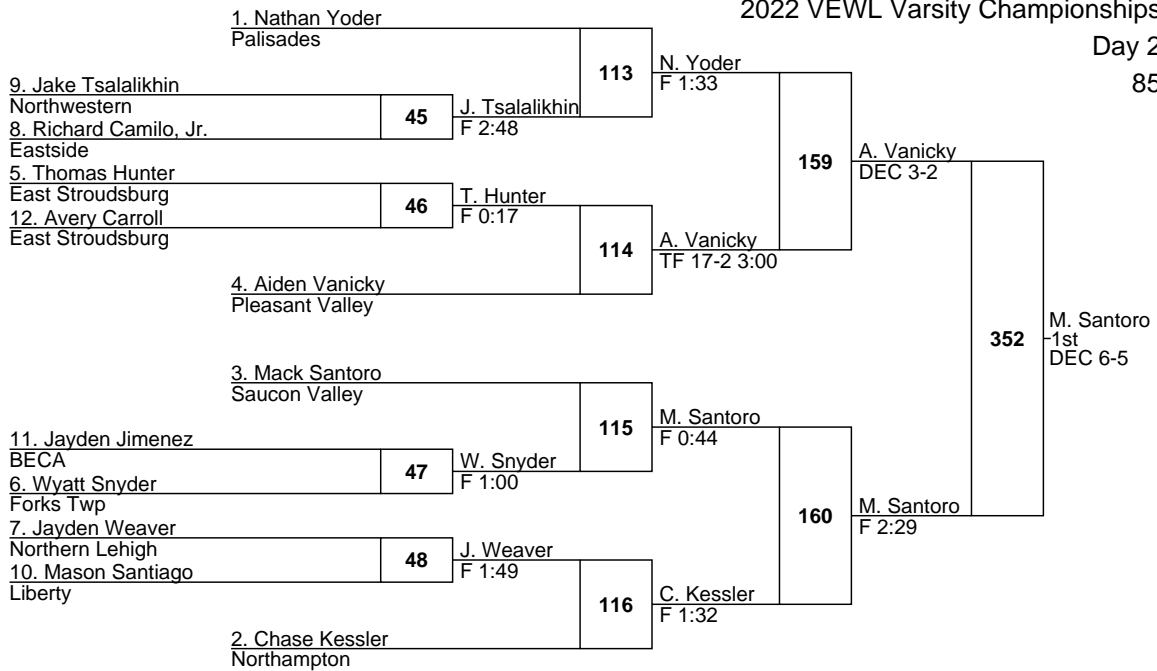 2022 VEWL Varsity Championships
Day 2
85
1. Nathan Yoder
Palisades
113
N. Yoder
F 1:33
9. Jake Tsalalikhin
Northwestern
45
J. Tsalalikhin
F 2:48
8. Richard Camilo, Jr.
Eastside
159
A. Vanicky
DEC 3-2
5. Thomas Hunter
East Stroudsburg
46
T. Hunter
F 0:17
12. Avery Carroll
East Stroudsburg
114
A. Vanicky
TF 17-2 3:00
4. Aiden Vanicky
Pleasant Valley
352
M. Santoro
1st
DEC 6-5
3. Mack Santoro
Saucon Valley
115
M. Santoro
F 0:44
11. Jayden Jimenez
BECA
47
W. Snyder
F 1:00
6. Wyatt Snyder
Forks Twp
160
M. Santoro
F 2:29
7. Jayden Weaver
Northern Lehigh
48
J. Weaver
F 1:49
10. Mason Santiago
Liberty
116
C. Kessler
F 1:32
2. Chase Kessler
Northampton